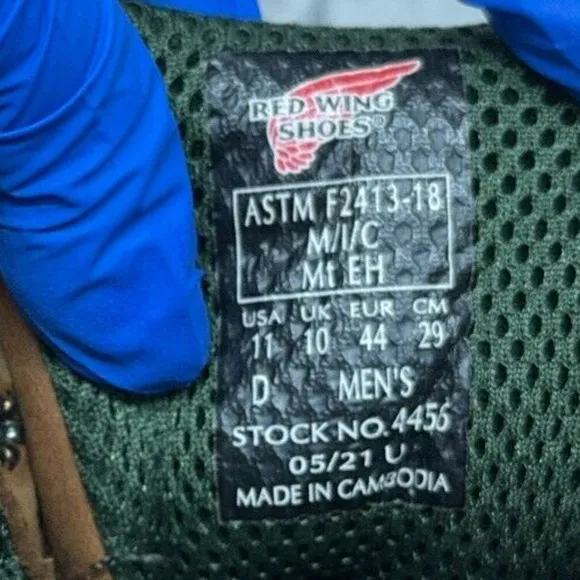 RED WING
SHOES®
ASTM F2413-18
M/I/C
Mt EH
USA UK EUR CM
11 10 44 29
D MEN'S
STOCK NO. 4456
05/21 U
MADE IN CAMBODIA